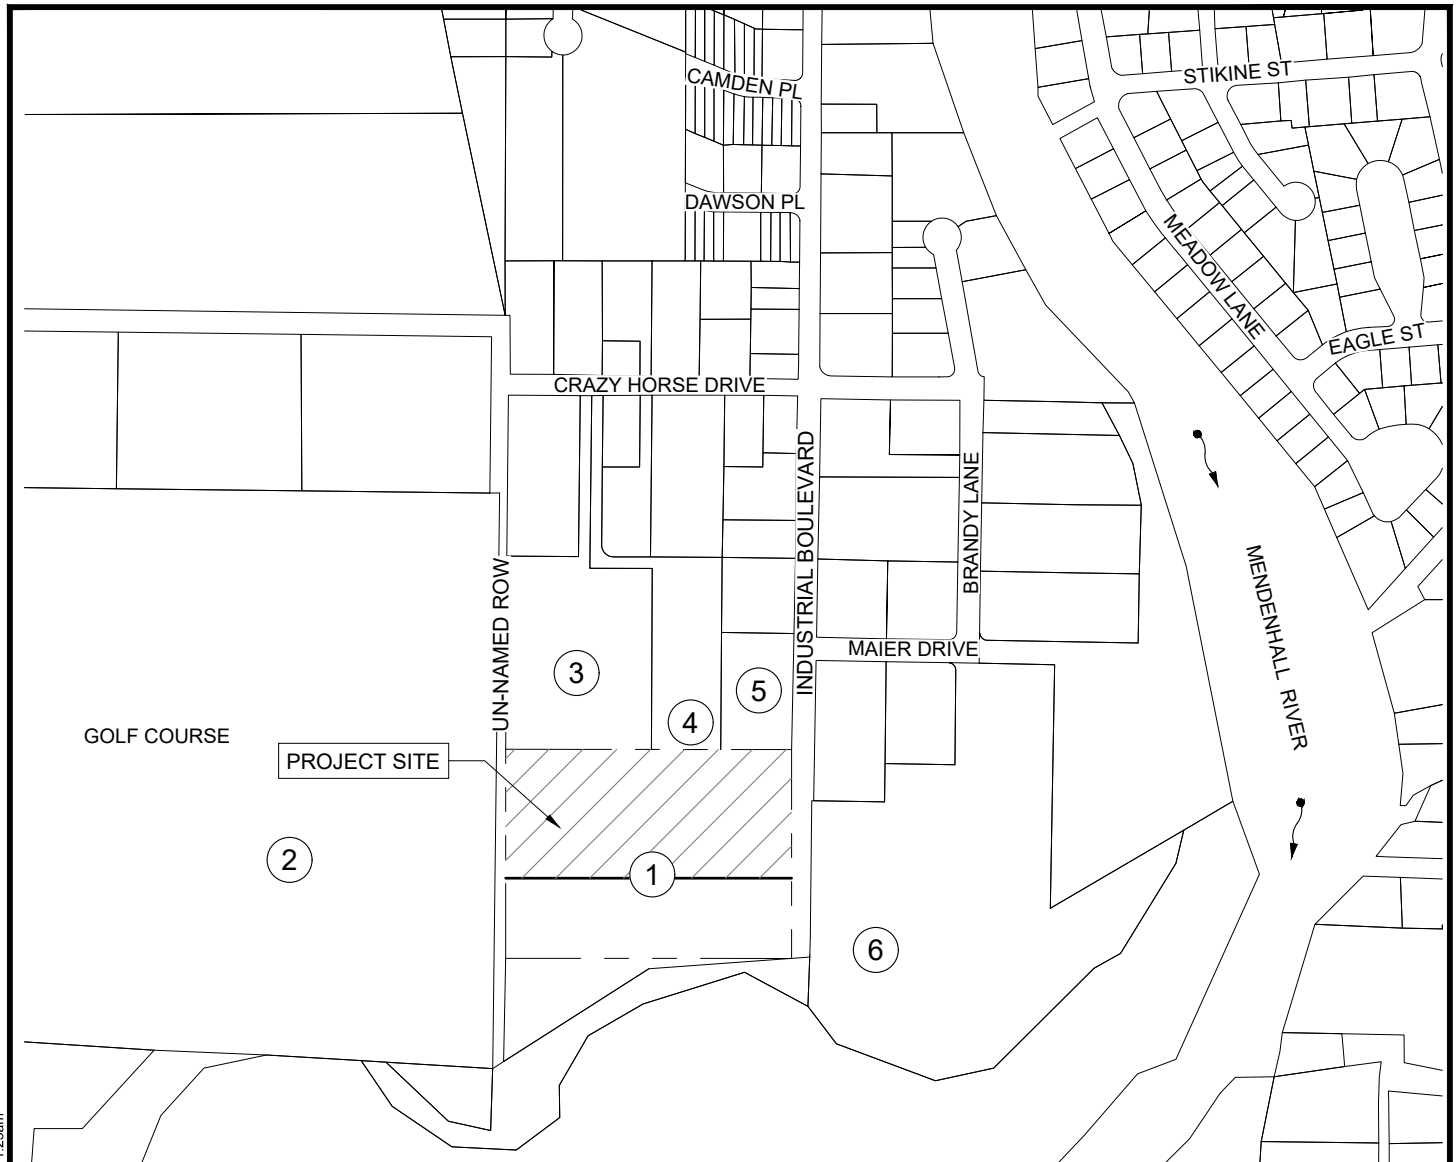 CAMDEN PL
STIKINE ST
DAWSON PL
MEADOW LANE
EAGLE ST
CRAZY HORSE DRIVE
INDUSTRIAL BOULEVARD
BRANDY LANE
UN-NAMED ROW
MENDENHALL RIVER
MAIER DRIVE
3
5
4
GOLF COURSE
PROJECT SITE
2
1
6